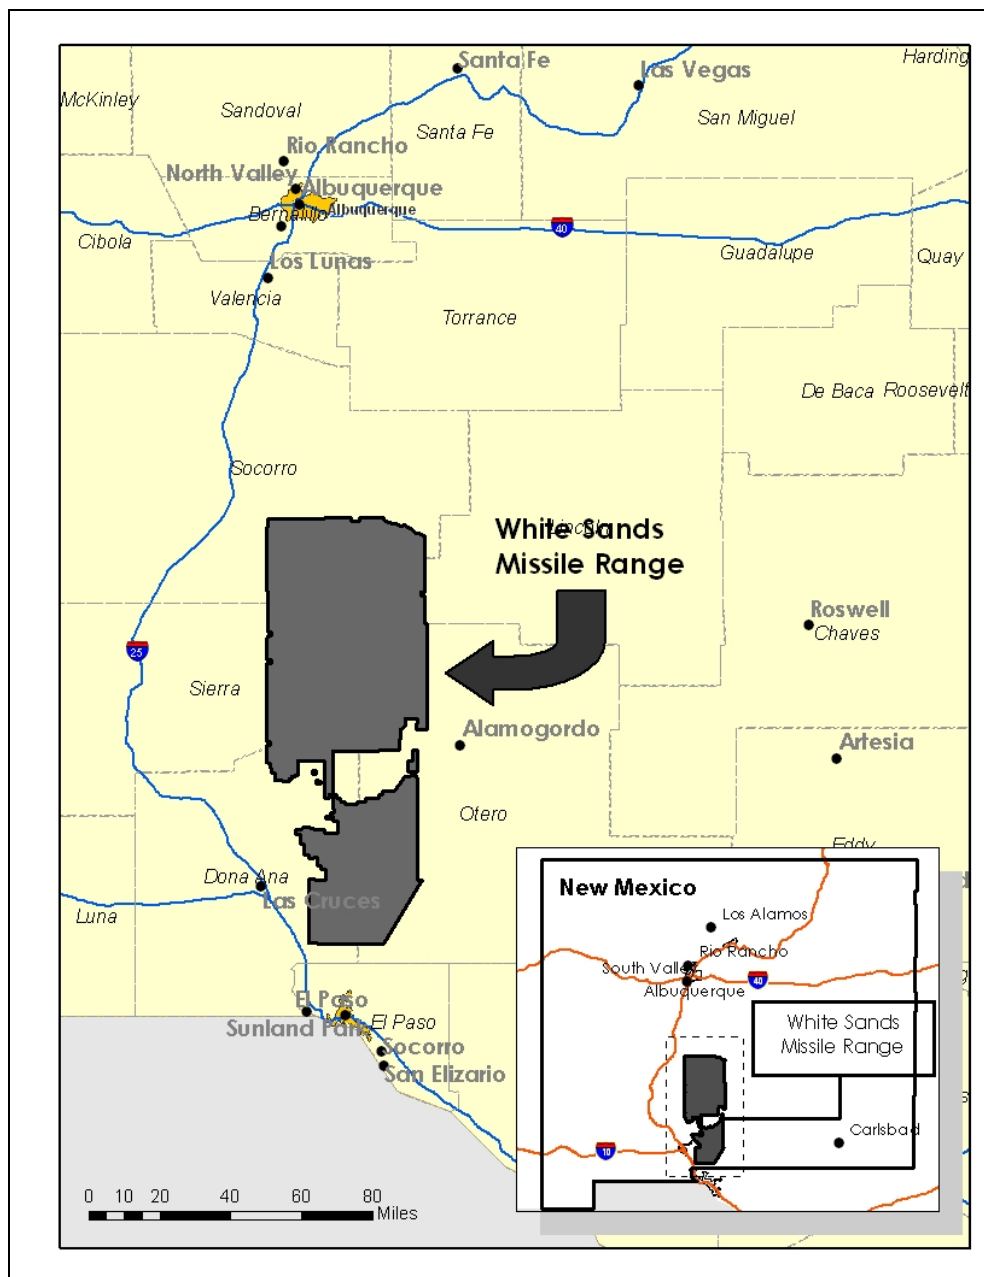 Santa Fe
Las Vegas
Harding
McKinley
Sandoval
Santa Fe
San Miguel
Rio Rancho
North Valley
Albuquerque
Albuquerque
Bernalillo
40
Cibola
Guadalupe
Quay
Los Lunas
Valencia
Torrance
De Baca
Roosevelt
Socorro
Lincoln
White Sands
Missile Range
Roswell
Chaves
25
Sierra
Alamogordo
Artesia
Otero
Eddy
Dona Ana
Las Cruces
Luna
El Paso
El Paso
Sunland Park
Socorro
San Elizario
New Mexico
Los Alamos
Rio Rancho
South Valley
40
Albuquerque
White Sands
Missile Range
Carlsbad
10
0 10 20 40 60 80
Miles